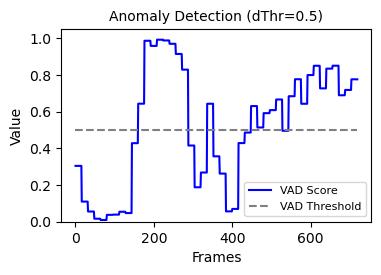 Anomaly Detection (dThr=0.5)
1.0
0.8
0.6
0.4
0.2
0.0
Value
0 200 400 600
Frames
VAD Score
VAD Threshold